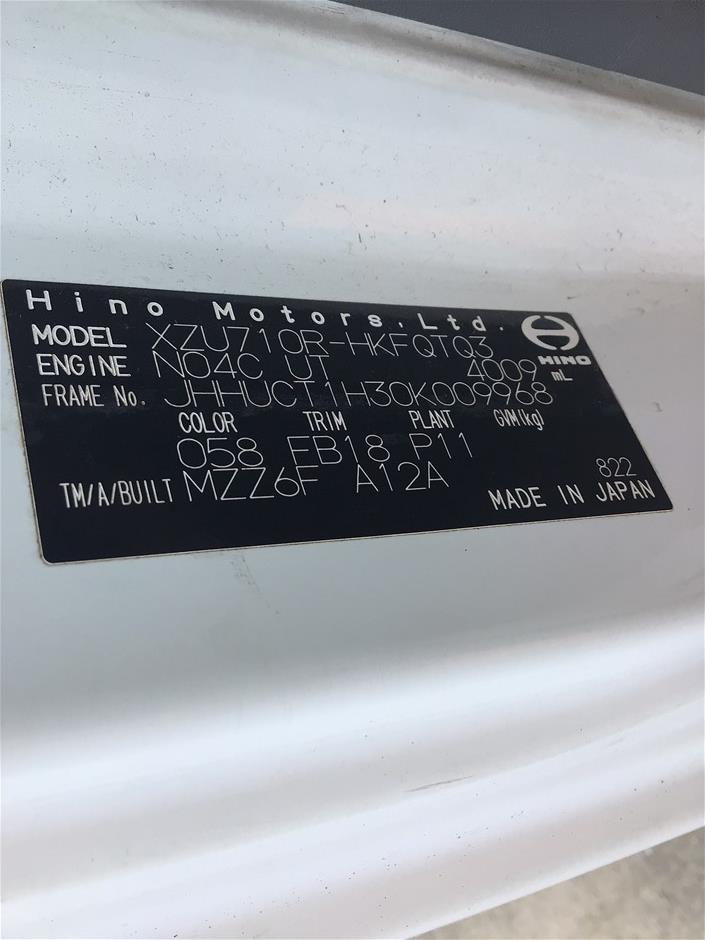 Hino Motors, Ltd.
HINO
MODEL XZU710R-HKFQTQ3
ENGINE N04C UT 4009 mL
FRAME No. JHHUCT1H30K009968
COLOR TRIM PLANT GVM(kg)
058 FB18 P11
TM/A/BUILT MZZ6F A12A 822
MADE IN JAPAN